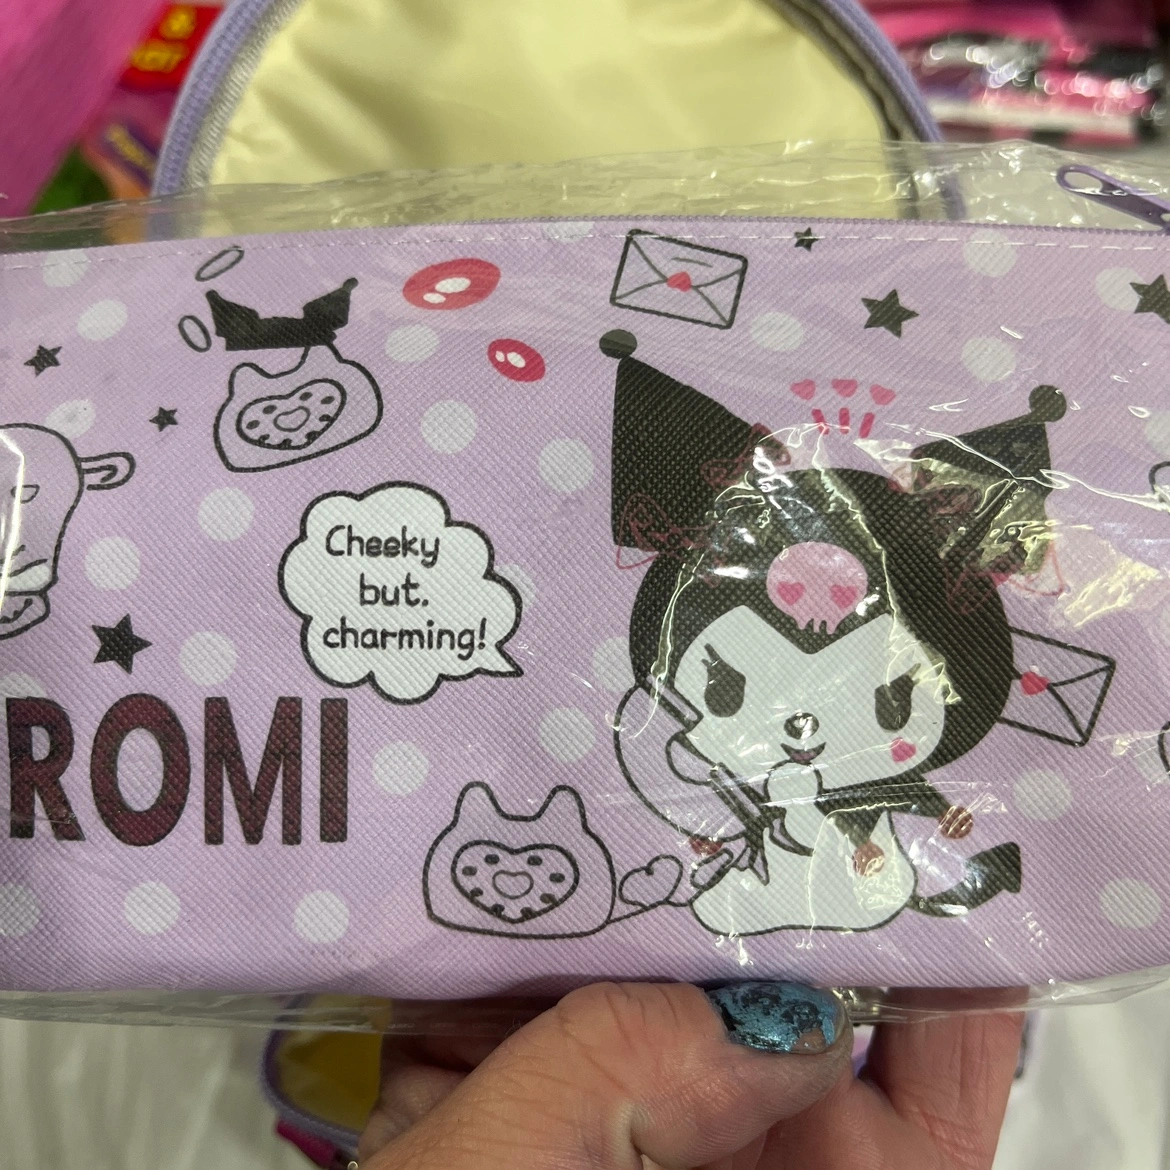 Cheeky
but.
charming!
ROMI